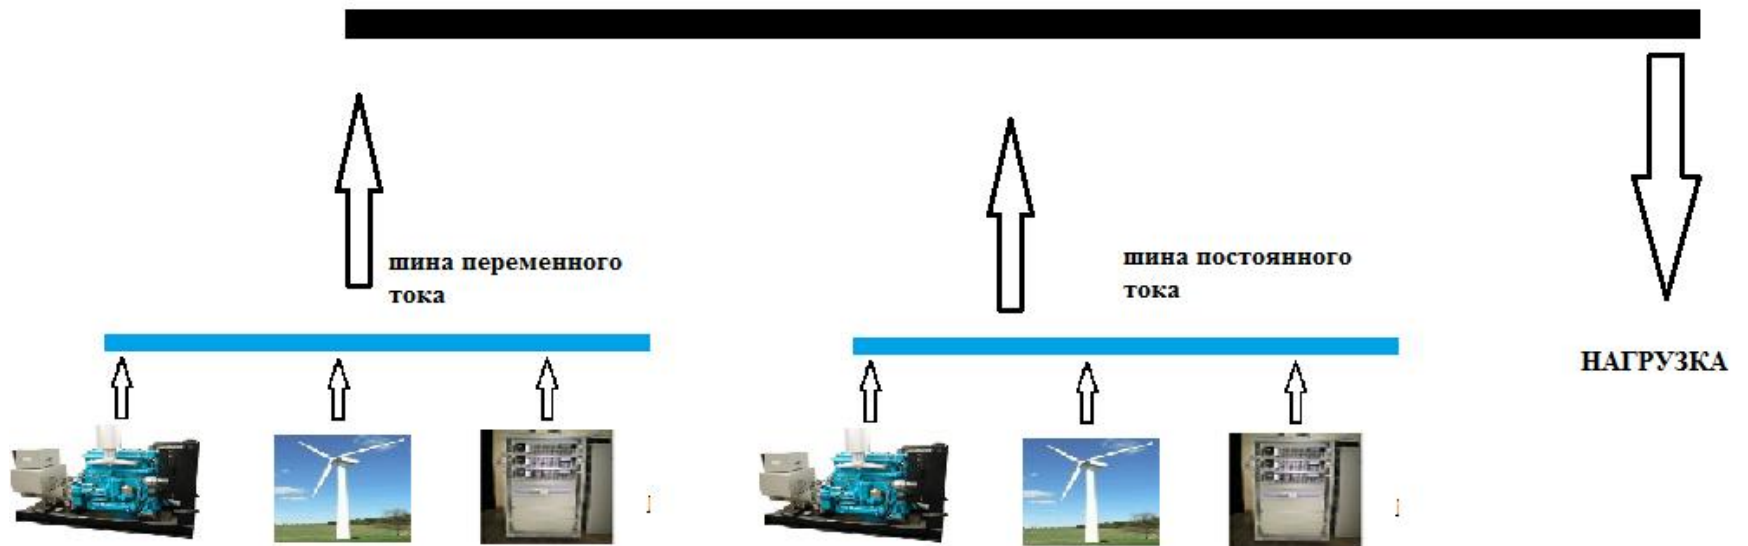 шина переменного
тока
шина постоянного
тока
НАГРУЗКА